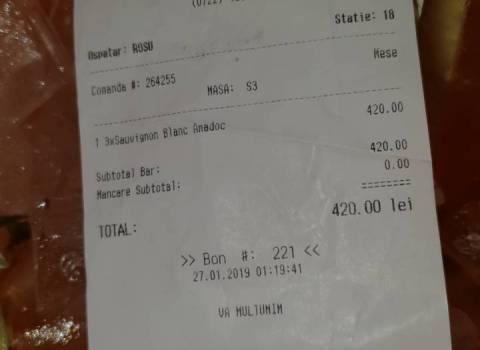 Statie: 18
Ospatar: ROSU
Mese
Comanda #: 264255
MASA: S3
1 3xSauvignon Blanc Anadoc 420.00
Subtotal Bar: 420.00
Mancare Subtotal: 0.00
========
TOTAL: 420.00 lei
>> Bon #: 221 <<
27.01.2019 01:19:41
VA MULTUMIM